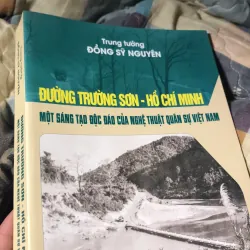 Trung tướng
ĐỒNG SỸ NGUYÊN
ĐƯỜNG TRƯỜNG SƠN - HỒ CHÍ MINH
MỘT SÁNG TẠO ĐỘC ĐÁO CỦA NGHỆ THUẬT QUÂN SỰ VIỆT NAM